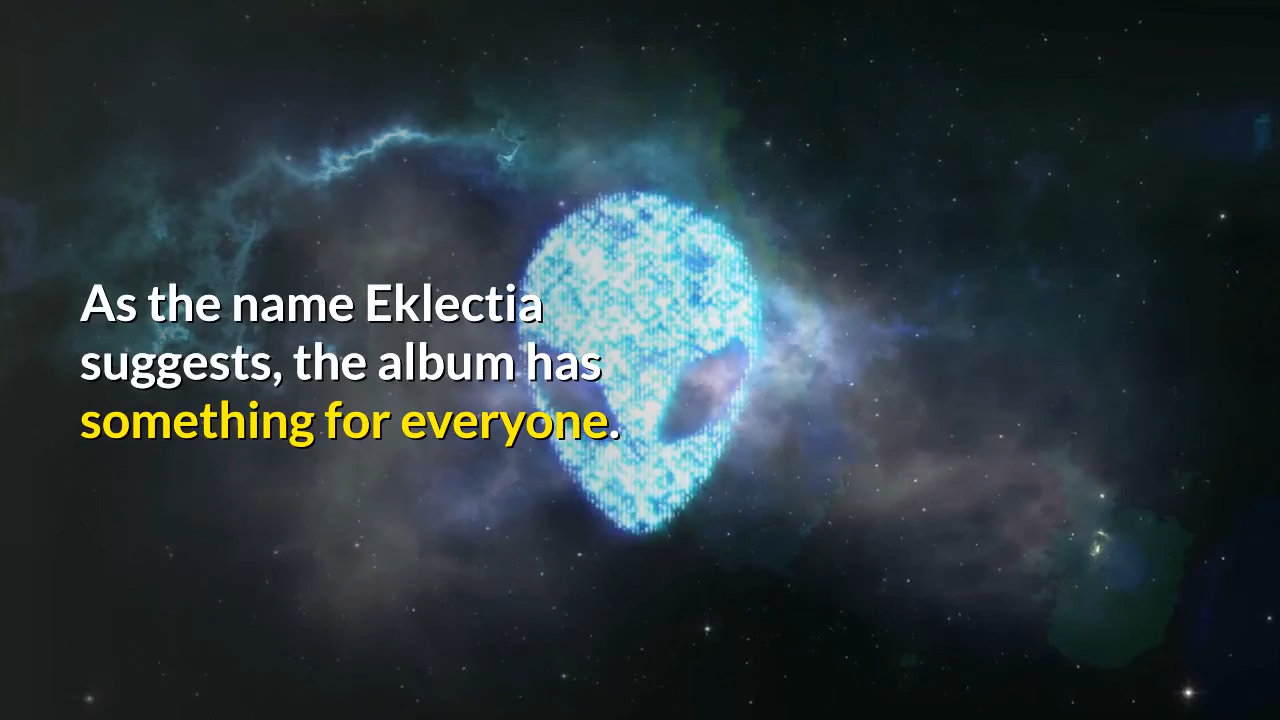 As the name Eklectia
suggests, the album has
something for everyone.